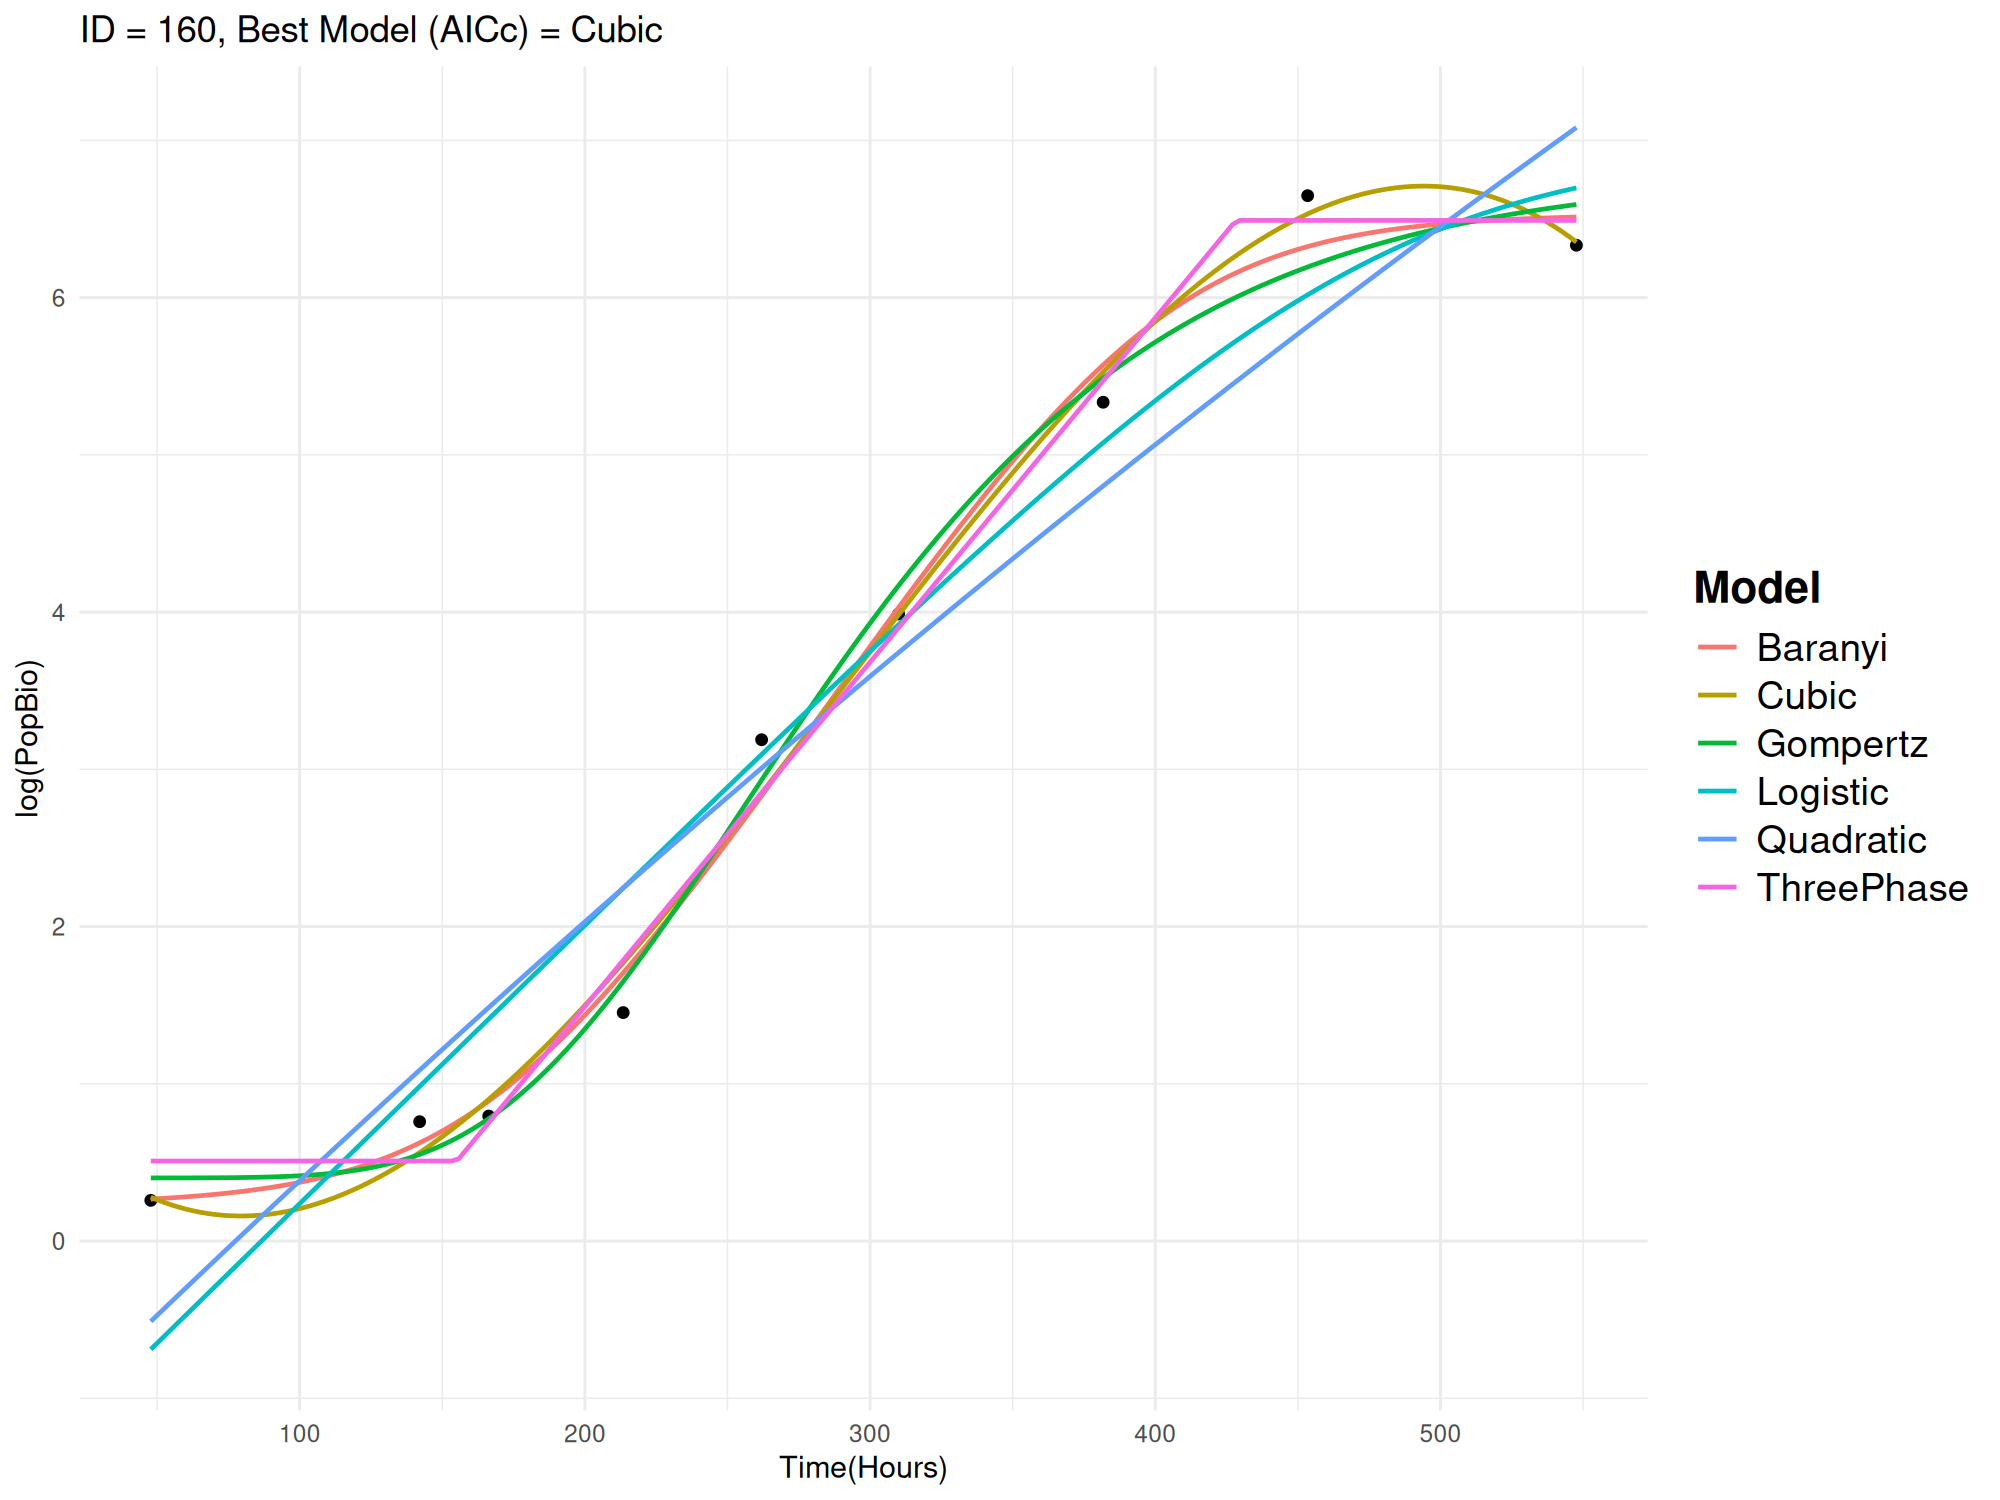 ID = 160, Best Model (AICc) = Cubic
6
4
2
0
log(PopBio)
100 200 300 400 500
Time(Hours)
Model
Baranyi
Cubic
Gompertz
Logistic
Quadratic
ThreePhase